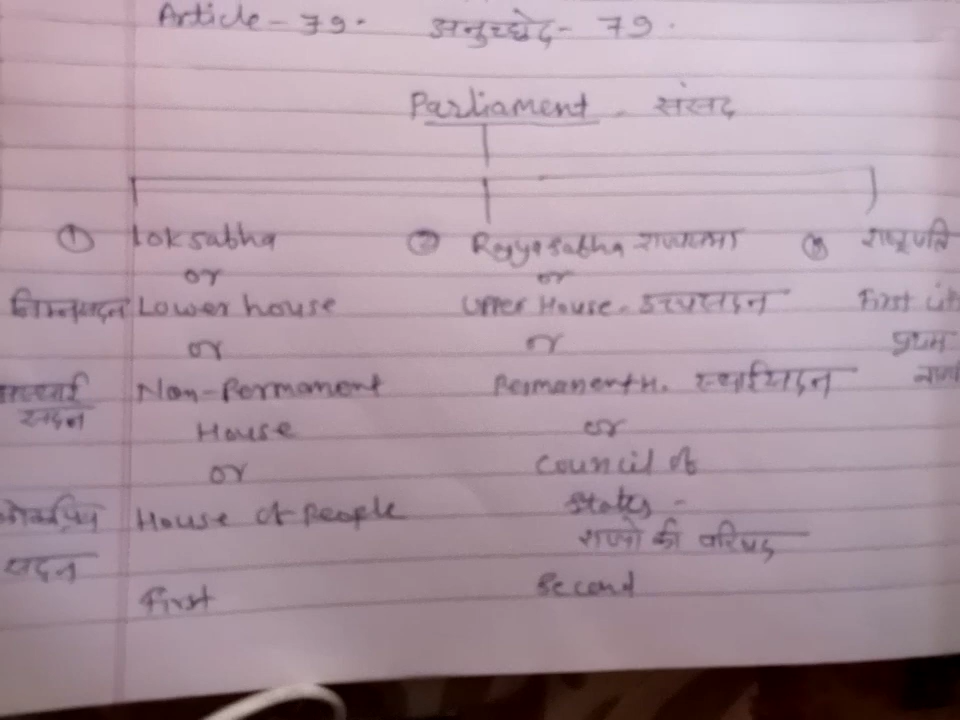 Article - 79. अनुच्छेद - 79.
Parliament. संसद
① loksabha ② Rajyasabha राज्यसभा ③ राष्ट्रपति
or or
निम्नसदन Lower house Upper House. उच्चसदन First
or or प्रथम
Non-Permanent Permanent H. स्थायिसदन
सदन House or
or Council of
लोकप्रिय House of People States -
सदन राज्यो की परिषद
First Second